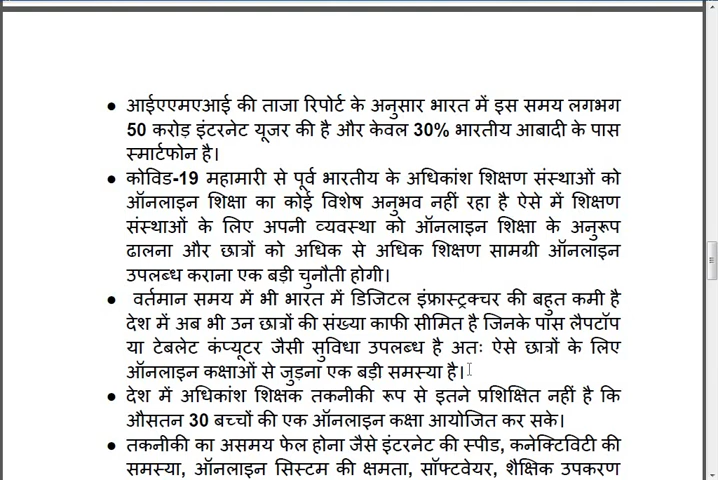 ● आईएएमएआई की ताजा रिपोर्ट के अनुसार भारत में इस समय लगभग
50 करोड़ इंटरनेट यूजर की है और केवल 30% भारतीय आबादी के पास
स्मार्टफोन है।
● कोविड-19 महामारी से पूर्व भारतीय के अधिकांश शिक्षण संस्थाओं को
ऑनलाइन शिक्षा का कोई विशेष अनुभव नहीं रहा है ऐसे में शिक्षण
संस्थाओं के लिए अपनी व्यवस्था को ऑनलाइन शिक्षा के अनुरूप
ढालना और छात्रों को अधिक से अधिक शिक्षण सामग्री ऑनलाइन
उपलब्ध कराना एक बड़ी चुनौती होगी।
● वर्तमान समय में भी भारत में डिजिटल इंफ्रास्ट्रक्चर की बहुत कमी है
देश में अब भी उन छात्रों की संख्या काफी सीमित है जिनके पास लैपटॉप
या टेबलेट कंप्यूटर जैसी सुविधा उपलब्ध है अतः ऐसे छात्रों के लिए
ऑनलाइन कक्षाओं से जुड़ना एक बड़ी समस्या है।
● देश में अधिकांश शिक्षक तकनीकी रूप से इतने प्रशिक्षित नहीं है कि
औसतन 30 बच्चों की एक ऑनलाइन कक्षा आयोजित कर सके।
● तकनीकी का असमय फेल होना जैसे इंटरनेट की स्पीड, कनेक्टिविटी की
समस्या, ऑनलाइन सिस्टम की क्षमता, सॉफ्टवेयर, शैक्षिक उपकरण